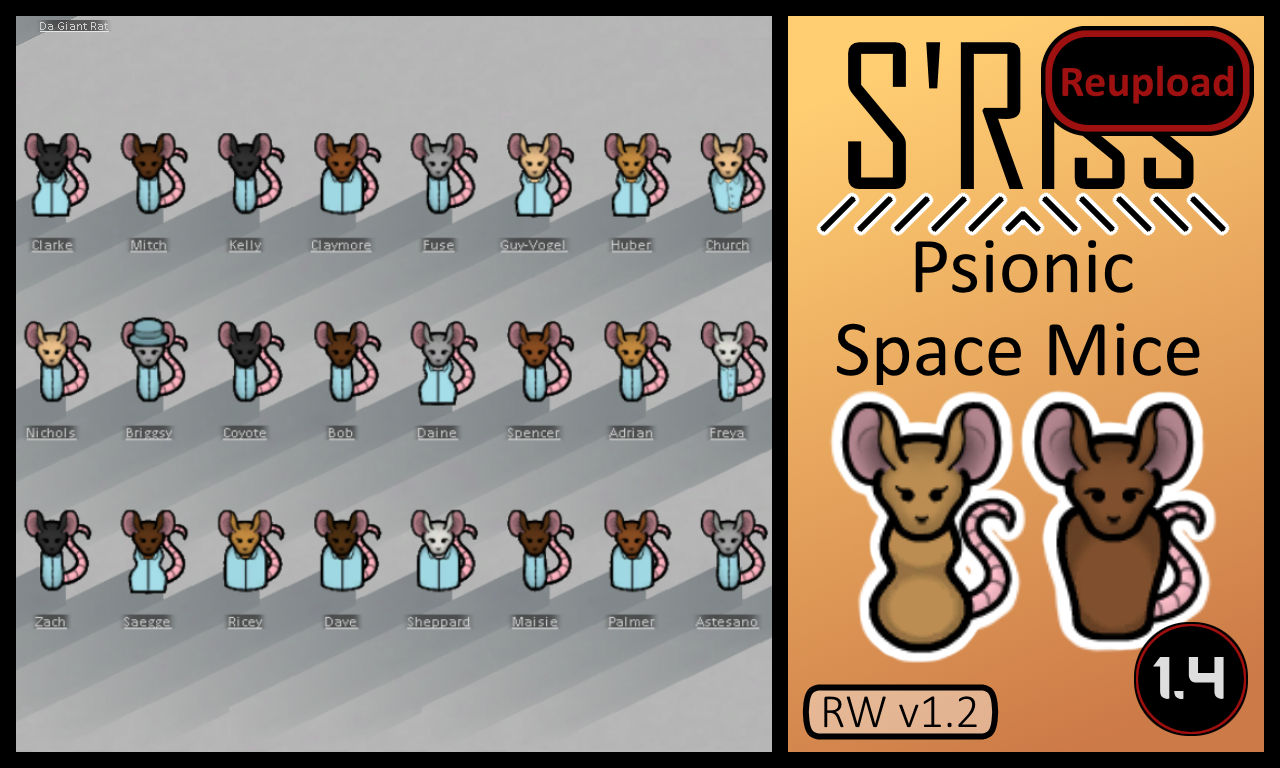 Da Giant Rat
Clarke Mitch Kelly Claymore Fuse Guy-Vogel Huber Church
Nichols Briggsy Coyote Bob Daine Spencer Adrian Freya
Zach Saegge Ricey Dave Sheppard Maisie Palmer Astesano
S'Riss
Reupload
Psionic
Space Mice
RW v1.2
1.4